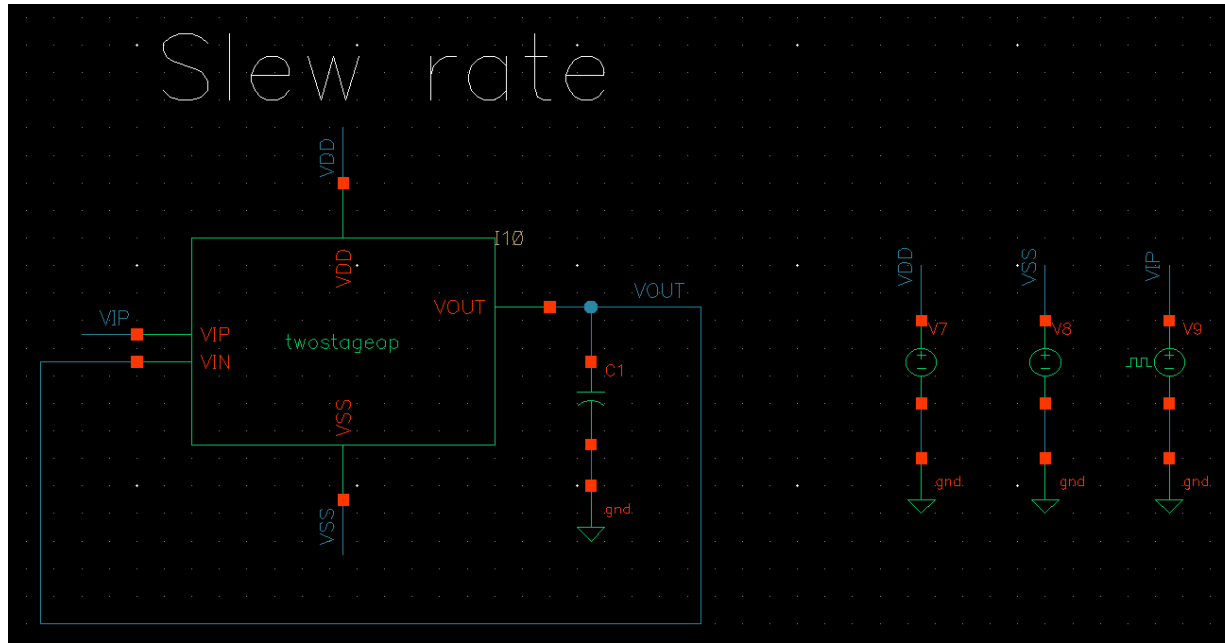 Slew rate
VDD
I10
VDD
VOUT
VOUT
VIP
VIP
twostageop
VIN
C1
VSS
VSS
gnd
VDD
VSS
VIP
V7
V8
V9
gnd
gnd
gnd